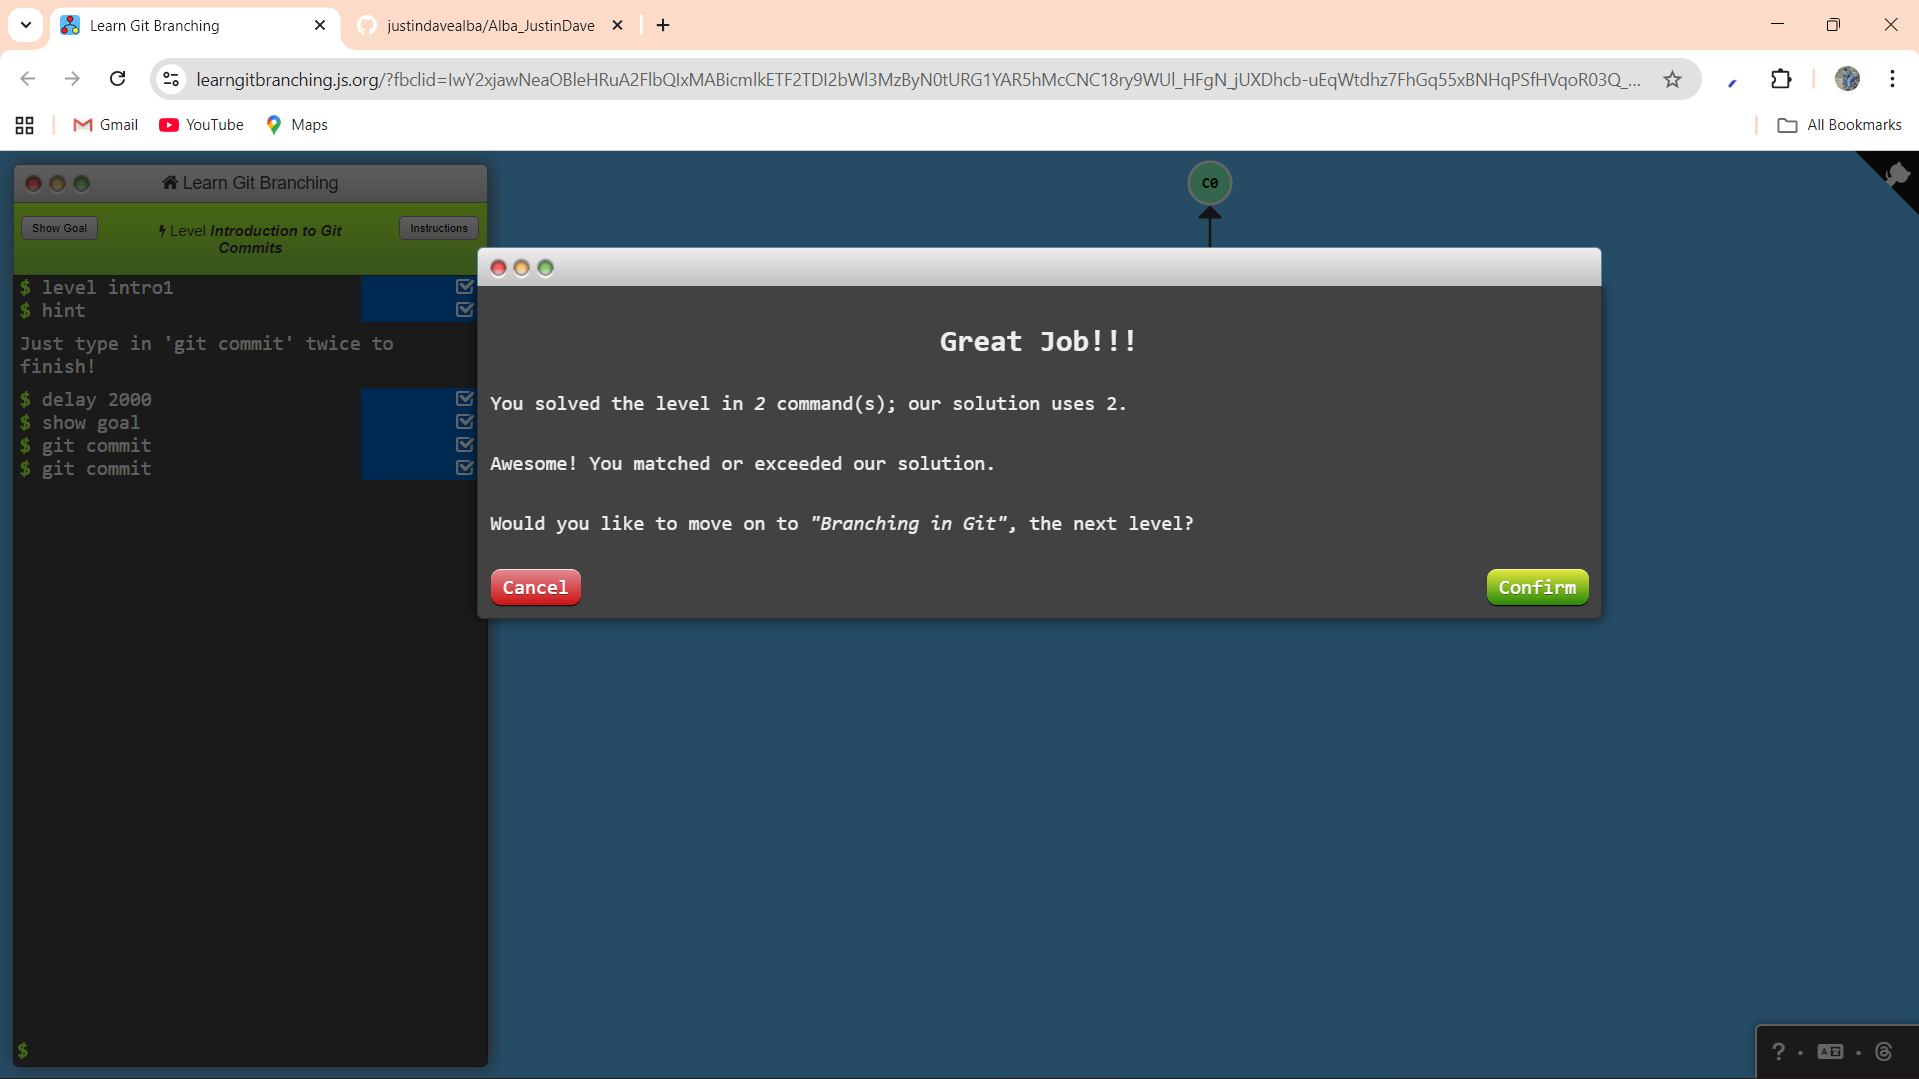 Learn Git Branching
justindavealba/Alba_JustinDave
learngitbranching.js.org/?fbclid=IwY2xjawNeaOBleHRuA2FlbQIxMABicmlkETF2TDI2bWl3MzByN0tURG1YAR5hMcCNC18ry9WUl_HFgN_jUXDhcb-uEqWtdhz7FhGq55xBNHqPSfHVqoR03Q_...
Gmail
YouTube
Maps
All Bookmarks
Learn Git Branching
Show Goal
Level Introduction to Git
Commits
Instructions
$ level intro1
$ hint
Just type in 'git commit' twice to
finish!
$ delay 2000
$ show goal
$ git commit
$ git commit
$
C0
Great Job!!!
You solved the level in 2 command(s); our solution uses 2.
Awesome! You matched or exceeded our solution.
Would you like to move on to "Branching in Git", the next level?
Cancel
Confirm